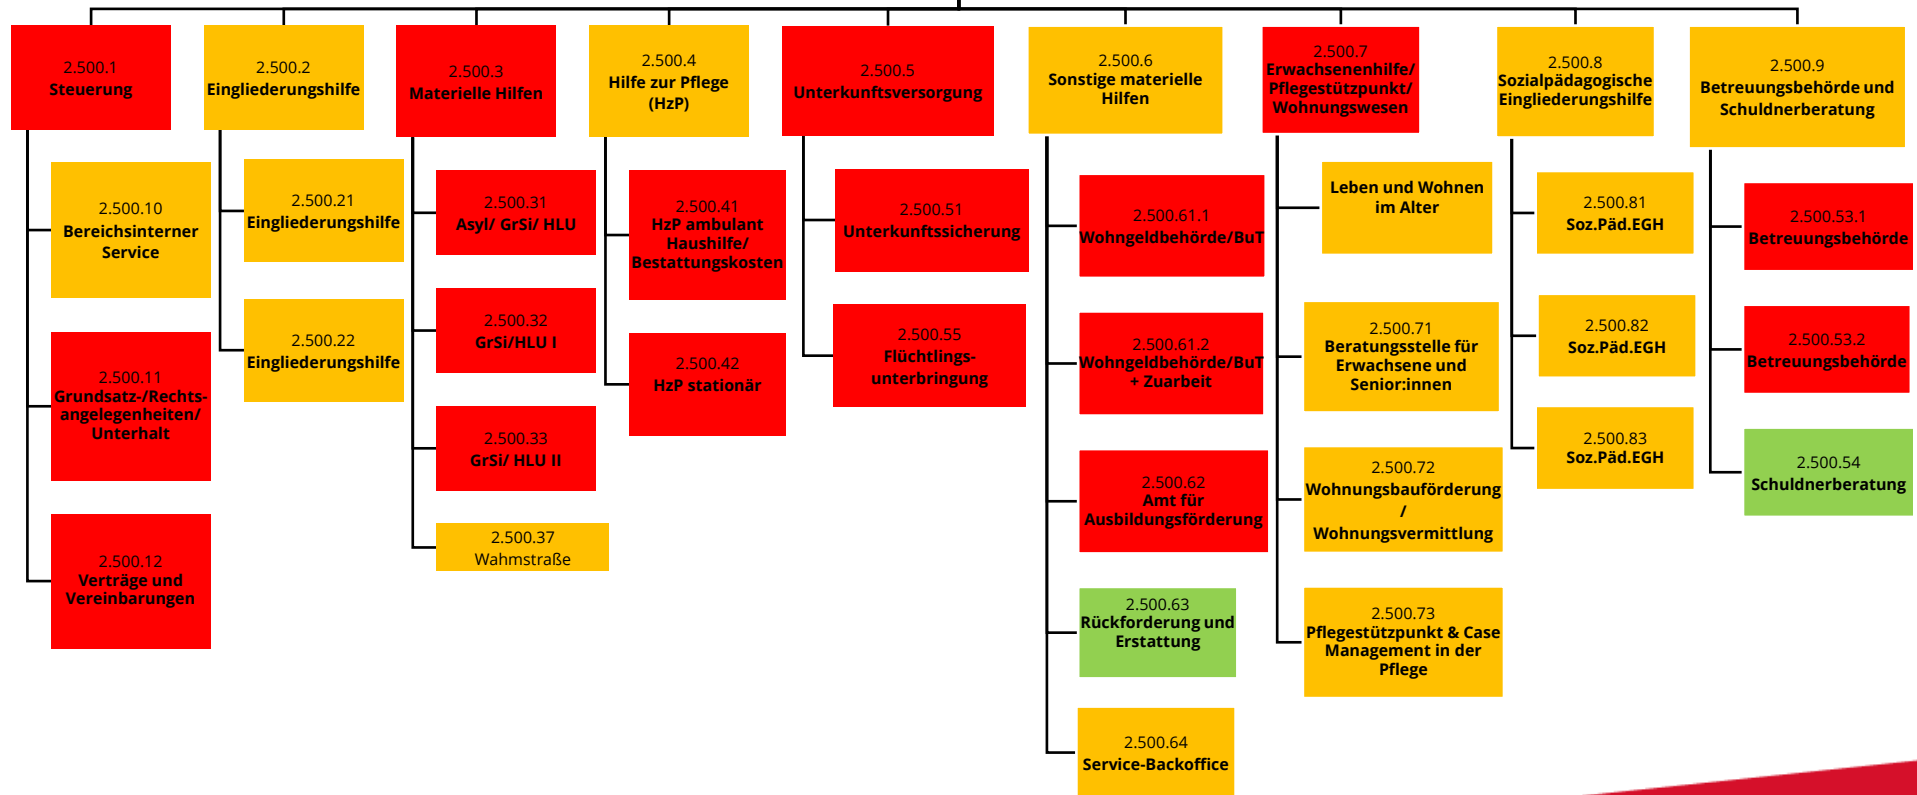 2.500.1
Steuerung
2.500.10
Bereichsinterner
Service
2.500.11
Grundsatz-/Rechts-
angelegenheiten/
Unterhalt
2.500.12
Verträge und
Vereinbarungen
2.500.2
Eingliederungshilfe
2.500.21
Eingliederungshilfe
2.500.22
Eingliederungshilfe
2.500.3
Materielle Hilfen
2.500.31
Asyl/ GrSi/ HLU
2.500.32
GrSi/HLU I
2.500.33
GrSi/ HLU II
2.500.37
Wahmstraße
2.500.4
Hilfe zur Pflege
(HzP)
2.500.41
HzP ambulant
Haushilfe/
Bestattungskosten
2.500.42
HzP stationär
2.500.5
Unterkunftsversorgung
2.500.51
Unterkunftssicherung
2.500.55
Flüchtlings-
unterbringung
2.500.6
Sonstige materielle
Hilfen
2.500.61.1
Wohngeldbehörde/BuT
2.500.61.2
Wohngeldbehörde/BuT
+ Zuarbeit
2.500.62
Amt für
Ausbildungsförderung
2.500.63
Rückforderung und
Erstattung
2.500.64
Service-Backoffice
2.500.7
Erwachsenenhilfe/
Pflegestützpunkt/
Wohnungswesen
Leben und Wohnen
im Alter
2.500.71
Beratungsstelle für
Erwachsene und
Senior:innen
2.500.72
Wohnungsbauförderung
/
Wohnungsvermittlung
2.500.73
Pflegestützpunkt & Case
Management in der
Pflege
2.500.8
Sozialpädagogische
Eingliederungshilfe
2.500.81
Soz.Päd.EGH
2.500.82
Soz.Päd.EGH
2.500.83
Soz.Päd.EGH
2.500.9
Betreuungsbehörde und
Schuldnerberatung
2.500.53.1
Betreuungsbehörde
2.500.53.2
Betreuungsbehörde
2.500.54
Schuldnerberatung